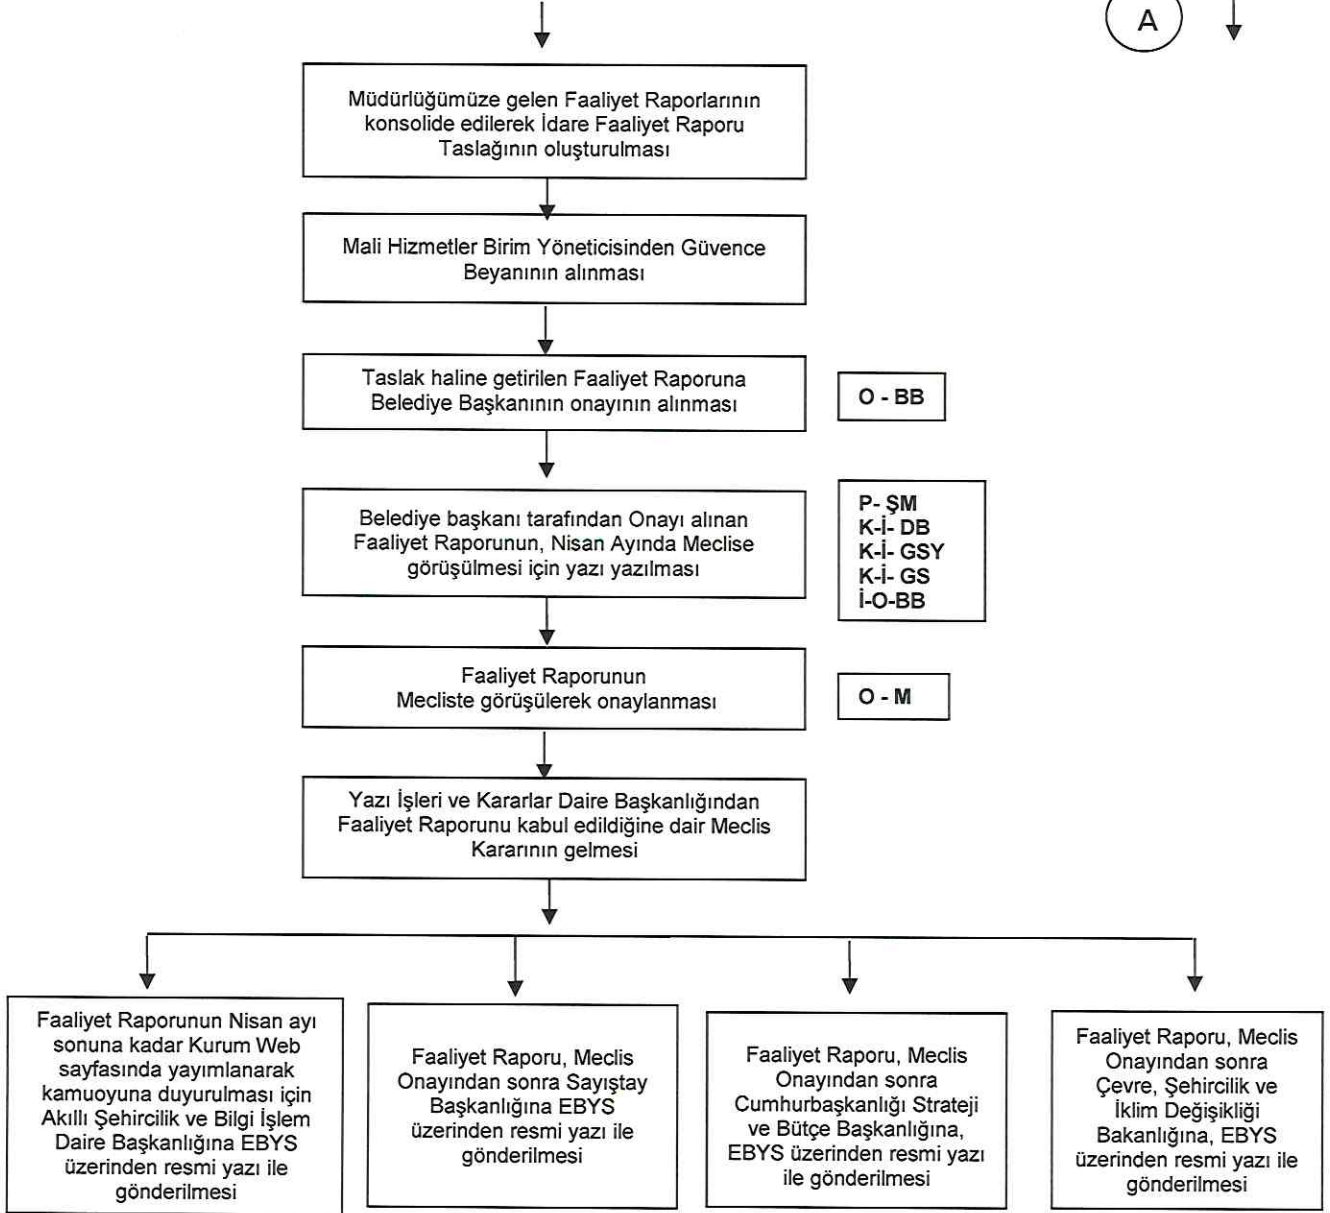 A
Müdürlüğümüze gelen Faaliyet Raporlarının
konsolide edilerek İdare Faaliyet Raporu
Taslağının oluşturulması
Mali Hizmetler Birim Yöneticisinden Güvence
Beyanının alınması
Taslak haline getirilen Faaliyet Raporuna
Belediye Başkanının onayının alınması
O - BB
Belediye başkanı tarafından Onayı alınan
Faaliyet Raporunun, Nisan Ayında Meclise
görüşülmesi için yazı yazılması
P- ŞM
K-İ- DB
K-İ- GSY
K-İ- GS
İ-O-BB
Faaliyet Raporunun
Mecliste görüşülerek onaylanması
O - M
Yazı İşleri ve Kararlar Daire Başkanlığından
Faaliyet Raporunu kabul edildiğine dair Meclis
Kararının gelmesi
Faaliyet Raporunun Nisan ayı
sonuna kadar Kurum Web
sayfasında yayımlanarak
kamuoyuna duyurulması için
Akıllı Şehircilik ve Bilgi İşlem
Daire Başkanlığına EBYS
üzerinden resmi yazı ile
gönderilmesi
Faaliyet Raporu, Meclis
Onayından sonra Sayıştay
Başkanlığına EBYS
üzerinden resmi yazı ile
gönderilmesi
Faaliyet Raporu, Meclis
Onayından sonra
Cumhurbaşkanlığı Strateji
ve Bütçe Başkanlığına,
EBYS üzerinden resmi yazı
ile gönderilmesi
Faaliyet Raporu, Meclis
Onayından sonra
Çevre, Şehircilik ve
İklim Değişikliği
Bakanlığına, EBYS
üzerinden resmi yazı ile
gönderilmesi